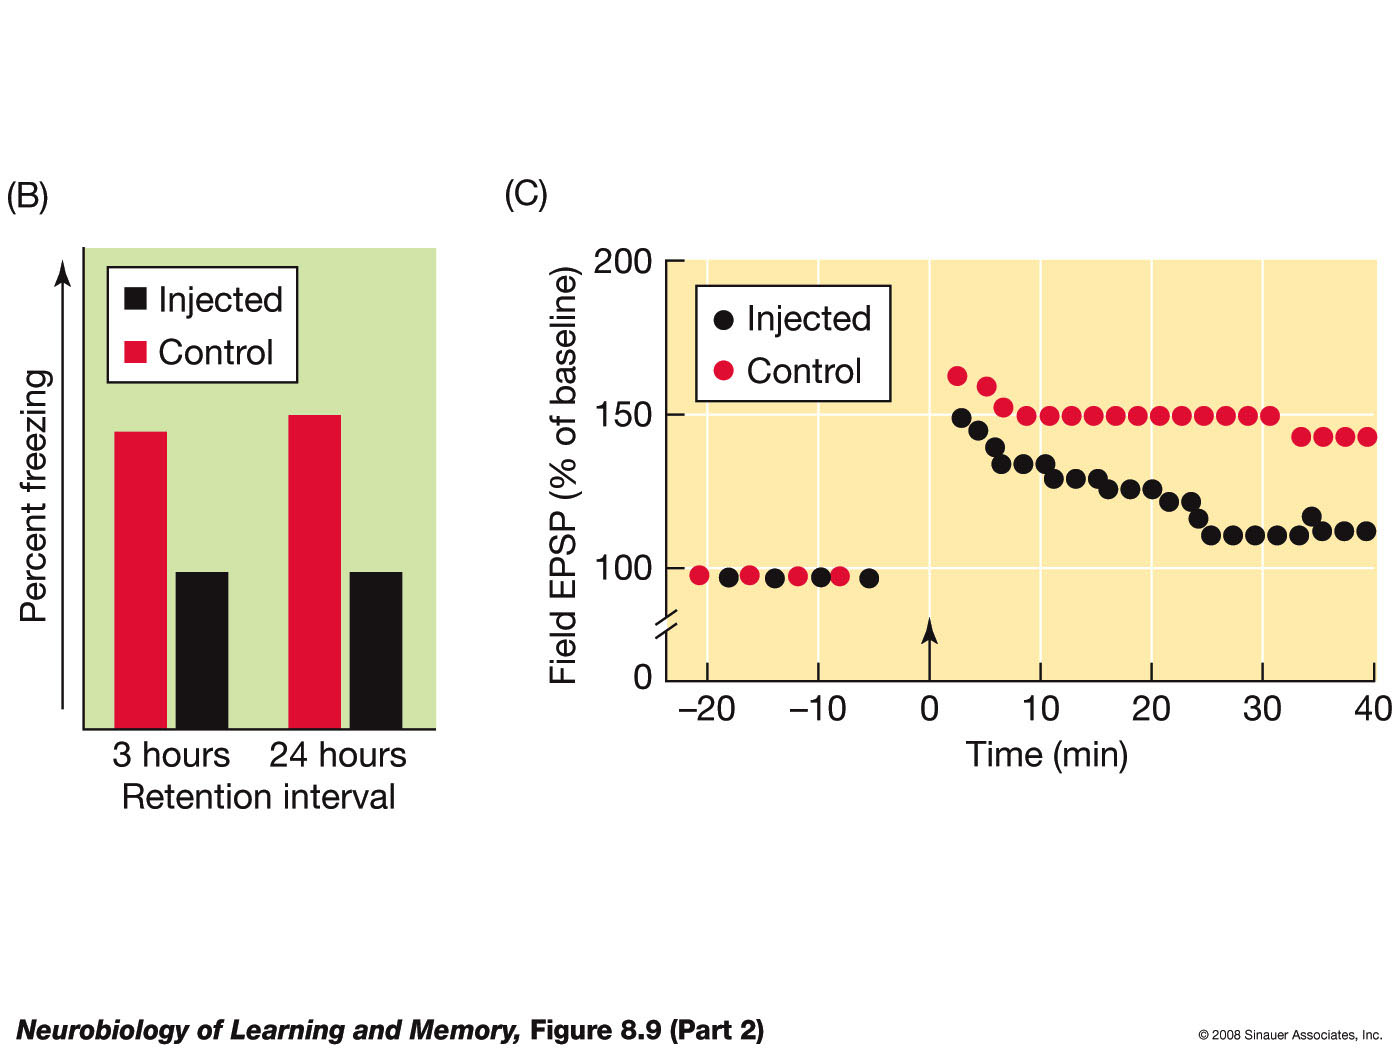 (B)
Percent freezing
Injected
Control
3 hours 24 hours
Retention interval
(C)
Field EPSP (% of baseline)
200
150
100
0
Injected
Control
–20 –10 0 10 20 30 40
Time (min)
Neurobiology of Learning and Memory, Figure 8.9 (Part 2)
© 2008 Sinauer Associates, Inc.